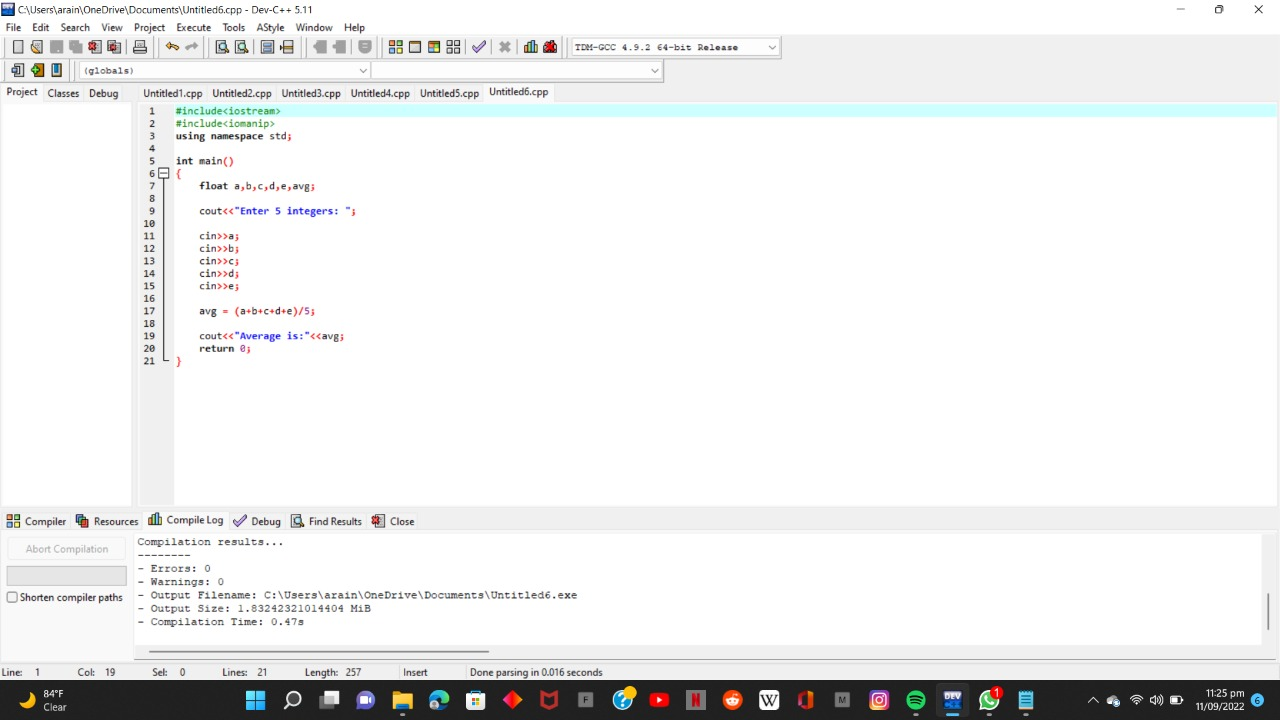 C:\Users\arain\OneDrive\Documents\Untitled6.cpp - Dev-C++ 5.11
File Edit Search View Project Execute Tools AStyle Window Help
TDM-GCC 4.9.2 64-bit Release
(globals)
Project Classes Debug Untitled1.cpp Untitled2.cpp Untitled3.cpp Untitled4.cpp Untitled5.cpp Untitled6.cpp
1 #include<iostream>
2 #include<iomanip>
3 using namespace std;
4
5 int main()
6 {
7 float a,b,c,d,e,avg;
8
9 cout<<"Enter 5 integers: ";
10
11 cin>>a;
12 cin>>b;
13 cin>>c;
14 cin>>d;
15 cin>>e;
16
17 avg = (a+b+c+d+e)/5;
18
19 cout<<"Average is:"<<avg;
20 return 0;
21 }
Compiler Resources Compile Log Debug Find Results Close
Abort Compilation
Shorten compiler paths
Compilation results...
--------
- Errors: 0
- Warnings: 0
- Output Filename: C:\Users\arain\OneDrive\Documents\Untitled6.exe
- Output Size: 1.83242321014404 MiB
- Compilation Time: 0.47s
Line: 1 Col: 19 Sel: 0 Lines: 21 Length: 257 Insert Done parsing in 0.016 seconds
84°F
Clear
F
N
W
M
DEV
1
11:25 pm
11/09/2022
6